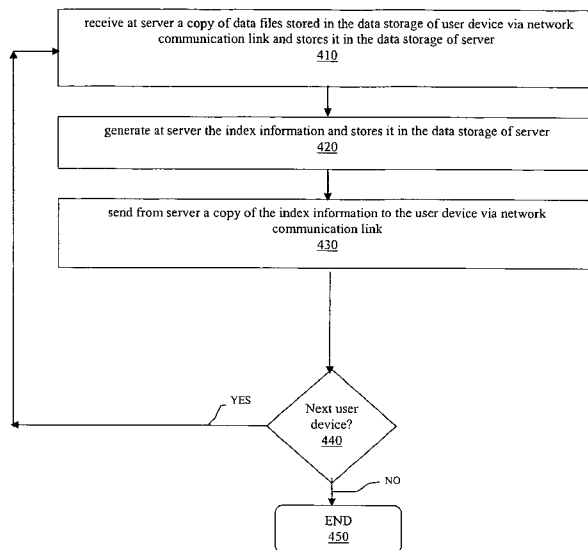 receive at server a copy of data files stored in the data storage of user device via network
communication link and stores it in the data storage of server
410
generate at server the index information and stores it in the data storage of server
420
send from server a copy of the index information to the user device via network
communication link
430
Next user
device?
440
YES
NO
END
450